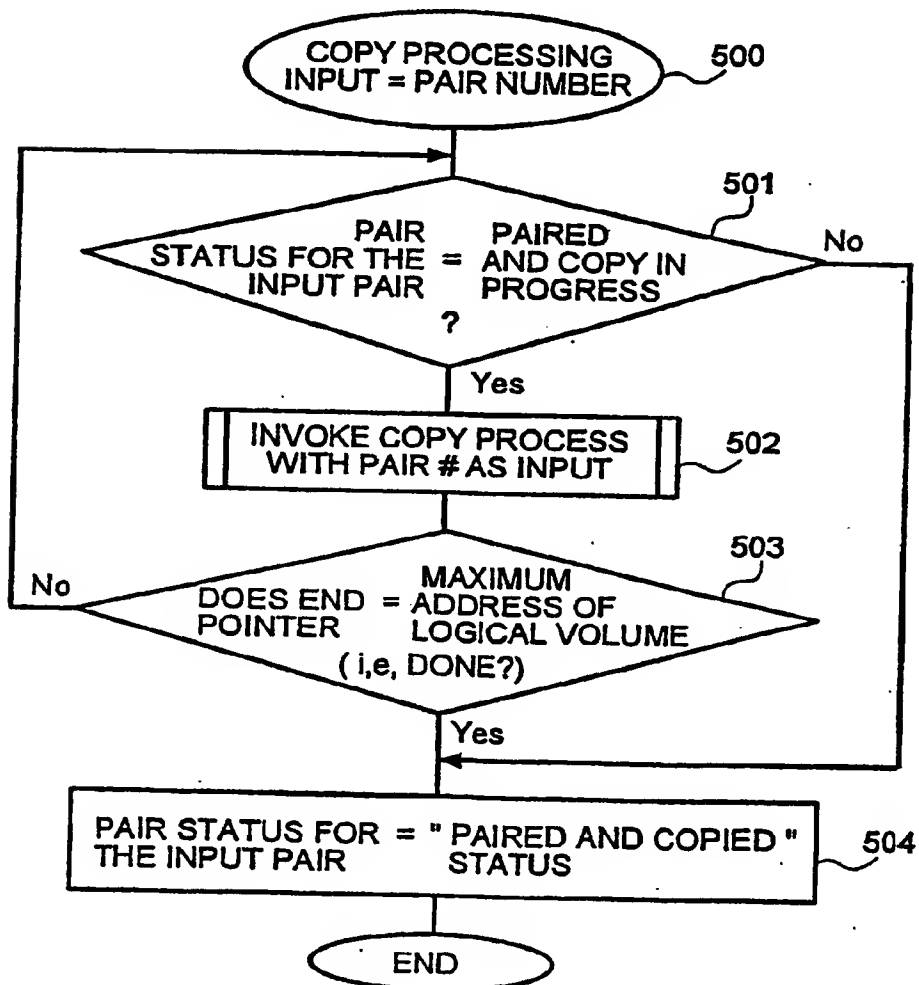 COPY PROCESSING
INPUT = PAIR NUMBER
500
501
PAIR PAIRED
STATUS FOR THE = AND COPY IN
INPUT PAIR PROGRESS
?
No
Yes
INVOKE COPY PROCESS
WITH PAIR # AS INPUT
502
503
No
MAXIMUM
DOES END = ADDRESS OF
POINTER LOGICAL VOLUME
( i,e, DONE?)
Yes
PAIR STATUS FOR = " PAIRED AND COPIED "
THE INPUT PAIR STATUS
504
END